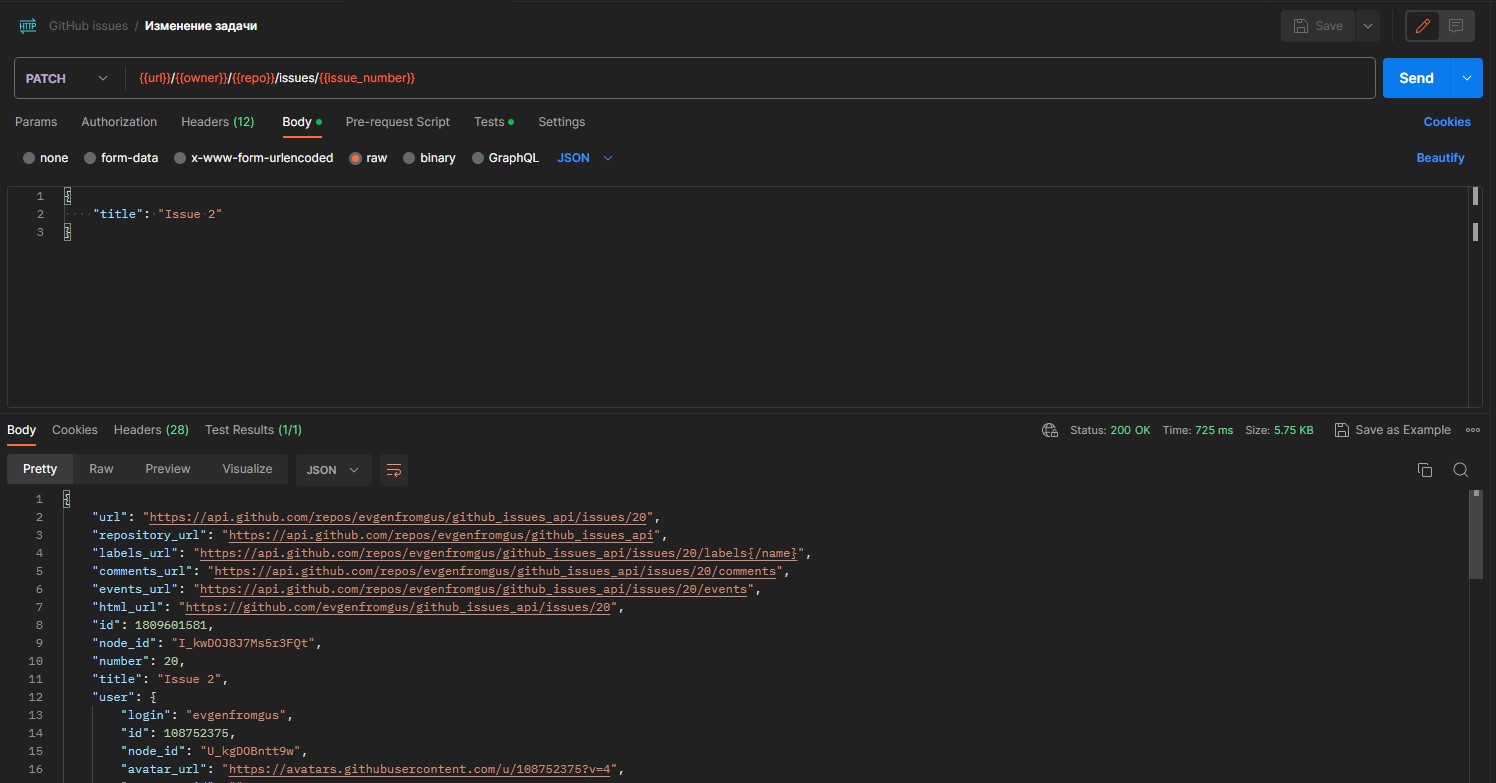 HTTP GitHub issues / Изменение задачи Save
PATCH {{url}}/{{owner}}/{{repo}}/issues/{{issue_number}} Send
Params Authorization Headers (12) Body Pre-request Script Tests Settings Cookies
none form-data x-www-form-urlencoded raw binary GraphQL JSON Beautify
1 {
2 "title": "Issue 2"
3 }
Body Cookies Headers (28) Test Results (1/1) Status: 200 OK Time: 725 ms Size: 5.75 KB Save as Example
Pretty Raw Preview Visualize JSON
1 {
2 "url": "https://api.github.com/repos/evgenfromgus/github_issues_api/issues/20",
3 "repository_url": "https://api.github.com/repos/evgenfromgus/github_issues_api",
4 "labels_url": "https://api.github.com/repos/evgenfromgus/github_issues_api/issues/20/labels{/name}",
5 "comments_url": "https://api.github.com/repos/evgenfromgus/github_issues_api/issues/20/comments",
6 "events_url": "https://api.github.com/repos/evgenfromgus/github_issues_api/issues/20/events",
7 "html_url": "https://github.com/evgenfromgus/github_issues_api/issues/20",
8 "id": 1809601581,
9 "node_id": "I_kwDOJ8J7Ms5r3FQt",
10 "number": 20,
11 "title": "Issue 2",
12 "user": {
13 "login": "evgenfromgus",
14 "id": 108752375,
15 "node_id": "U_kgDOBntt9w",
16 "avatar_url": "https://avatars.githubusercontent.com/u/108752375?v=4",